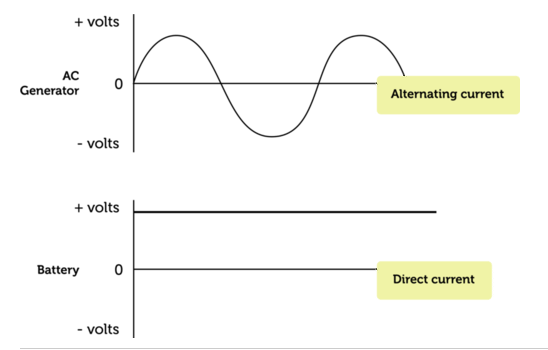 + volts
AC
Generator
0
Alternating current
- volts
+ volts
Battery
0
Direct current
- volts